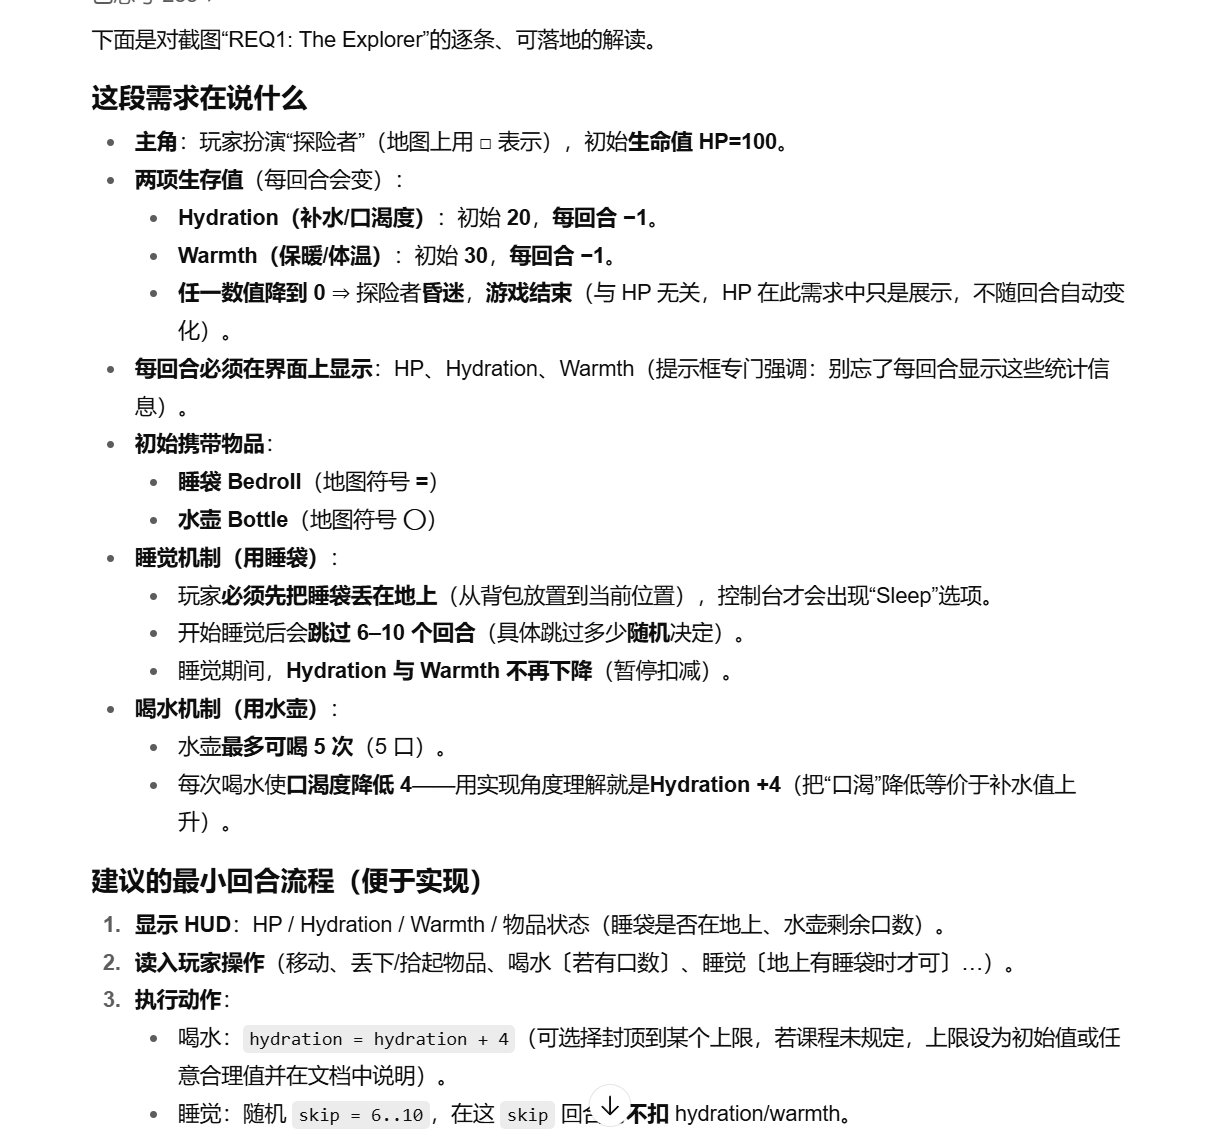 下面是对截图“REQ1: The Explorer”的逐条、可落地的解读。
这段需求在说什么
主角：玩家扮演“探险者”（地图上用 □ 表示），初始生命值 HP=100。
两项生存值（每回合会变）：
Hydration（补水/口渴度）：初始 20，每回合 −1。
Warmth（保暖/体温）：初始 30，每回合 −1。
任一数值降到 0 ⇒ 探险者昏迷，游戏结束（与 HP 无关，HP 在此需求中只是展示，不随回合自动变
化）。
每回合必须在界面上显示：HP、Hydration、Warmth（提示框专门强调：别忘了每回合显示这些统计信
息）。
初始携带物品：
睡袋 Bedroll（地图符号 =）
水壶 Bottle（地图符号 ◯）
睡觉机制（用睡袋）：
玩家必须先把睡袋丢在地上（从背包放置到当前位置），控制台才会出现“Sleep”选项。
开始睡觉后会跳过 6–10 个回合（具体跳过多少随机决定）。
睡觉期间，Hydration 与 Warmth 不再下降（暂停扣减）。
喝水机制（用水壶）：
水壶最多可喝 5 次（5 口）。
每次喝水使口渴度降低 4——用实现角度理解就是Hydration +4（把“口渴”降低等价于补水值上
升）。
建议的最小回合流程（便于实现）
1. 显示 HUD：HP / Hydration / Warmth / 物品状态（睡袋是否在地上、水壶剩余口数）。
2. 读入玩家操作（移动、丢下/拾起物品、喝水〔若有口数〕、睡觉〔地上有睡袋时才可〕…）。
3. 执行动作：
喝水：hydration = hydration + 4（可选择封顶到某个上限，若课程未规定，上限设为初始值或任
意合理值并在文档中说明）。
睡觉：随机 skip = 6..10，在这 skip 回合 不扣 hydration/warmth。